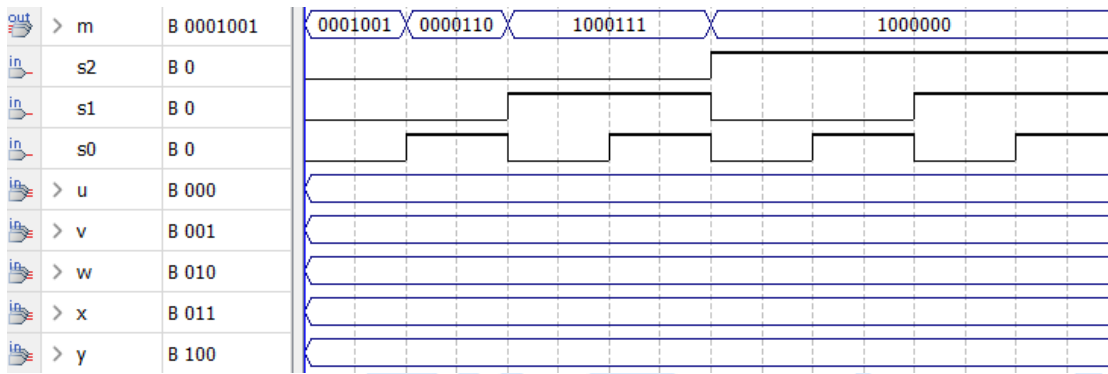 out > m B 0001001 0001001 0000110 1000111 1000000
in s2 B 0
in s1 B 0
in s0 B 0
in > u B 000
in > v B 001
in > w B 010
in > x B 011
in > y B 100